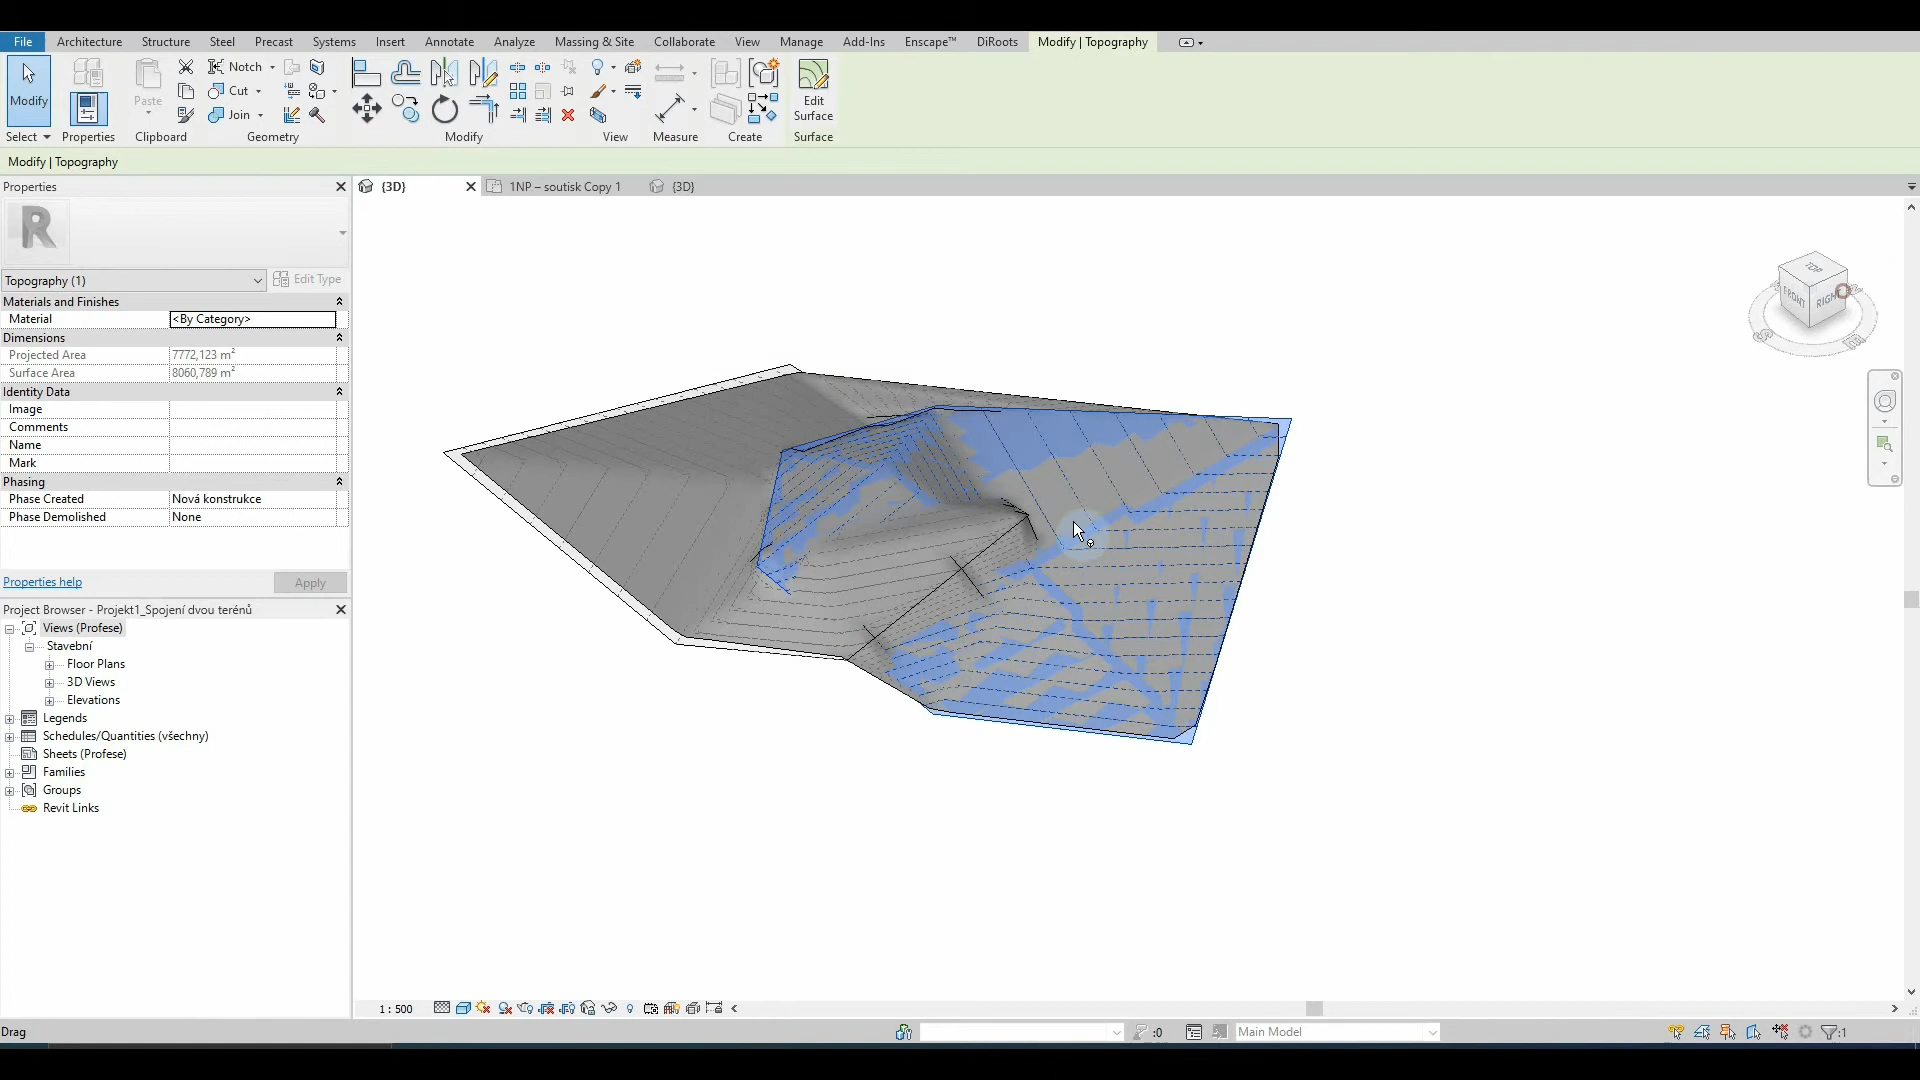 File Architecture Structure Steel Precast Systems Insert Annotate Analyze Massing & Site Collaborate View Manage Add-Ins Enscape™ DiRoots Modify | Topography
Notch
Modify Paste Cut Edit
Join Surface
Select Properties Clipboard Geometry Modify View Measure Create Surface
Modify | Topography
Properties {3D} 1NP – soutisk Copy 1 {3D}
R
Topography (1) Edit Type
Materials and Finishes
Material <By Category>
Dimensions
Projected Area 7772,123 m²
Surface Area 8060,789 m²
Identity Data
Image
Comments
Name
Mark
Phasing
Phase Created Nová konstrukce
Phase Demolished None
Properties help Apply
Project Browser - Projekt1_Spojení dvou terénů
Views (Profese)
Stavební
Floor Plans
3D Views
Elevations
Legends
Schedules/Quantities (všechny)
Sheets (Profese)
Families
Groups
Revit Links
TOP
FRONT RIGHT
1 : 500
Drag :0 Main Model :1